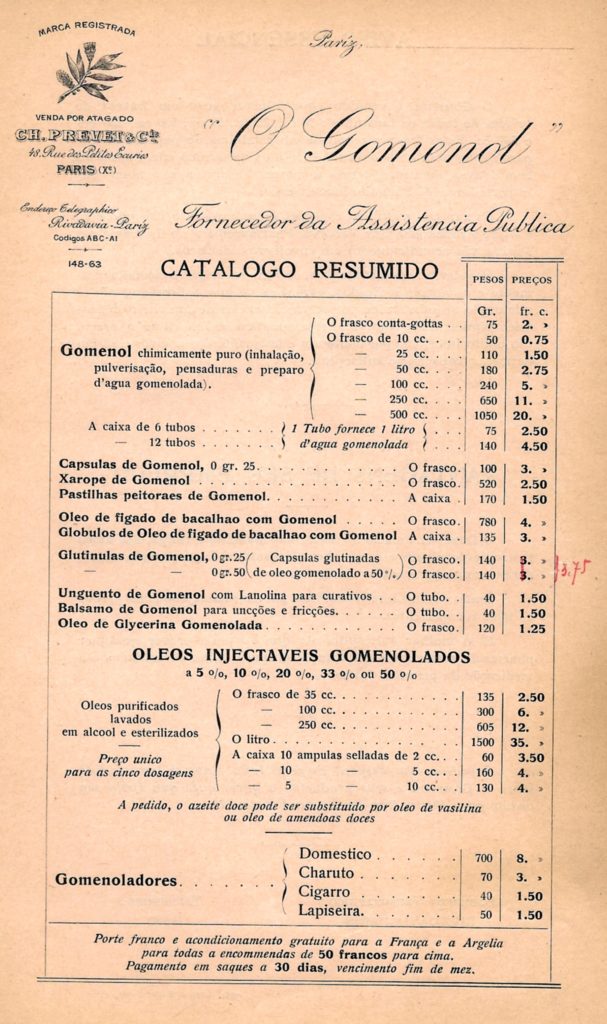 MARCA REGISTRADA
Pariz,
VENDA POR ATAGADO
CH. PREVET & Cie
48, Rue des Petites Ecuries
PARIS (Xe)
" O Gomenol "
Endereço Telegraphico
Rivadavia-Pariz
Codigos ABC-AI
148-63
Fornecedor da Assistencia Publica
CATALOGO RESUMIDO
PESOS PREÇOS
Gr. fr. c.
O frasco conta-gottas . . 75 2. »
O frasco de 10 cc. . . . 50 0.75
Gomenol chimicamente puro (inhalação, — 25 cc. . . . 110 1.50
pulverisação, pensaduras e preparo — 50 cc. . . . 180 2.75
d'agua gomenolada). — 100 cc. . . . 240 5. »
— 250 cc. . . . 650 11. »
— 500 cc. . . . 1050 20. »
A caixa de 6 tubos . . . . . . . 1 Tubo fornece 1 litro . . . 75 2.50
— 12 tubos . . . . . . . d'agua gomenolada . . . 140 4.50
Capsulas de Gomenol, 0 gr. 25. . . . . . . . . . . . O frasco. 100 3. »
Xarope de Gomenol . . . . . . . . . . . . O frasco. 520 2.50
Pastilhas peitoraes de Gomenol. . . . . . . . . . . . A caixa . 170 1.50
Oleo de figado de bacalhao com Gomenol . . . . . O frasco. 780 4. »
Globulos de Oleo de figado de bacalhao com Gomenol A caixa . 135 3. »
Glutinulas de Gomenol, 0 gr. 25 ( Capsulas glutinadas ) O frasco. 140 3. »
— — 0 gr. 50 ( de oleo gomenolado a 50 % ) O frasco. 140 3. »
3.75
Unguento de Gomenol com Lanolina para curativos . . O tubo. . 40 1.50
Balsamo de Gomenol para uncções e fricções. . . . O tubo. . 40 1.50
Oleo de Glycerina Gomenolada. . . . . . . . . . . . O frasco. 120 1.25
OLEOS INJECTAVEIS GOMENOLADOS
a 5 o/o, 10 o/o, 20 o/o, 33 o/o ou 50 o/o
O frasco de 35 cc. . . . . . . . . . . . 135 2.50
Oleos purificados — 100 cc. . . . . . . . . . . . 300 6. »
lavados — 250 cc. . . . . . . . . . . . 605 12. »
em alcool e esterilizados O litro. . . . . . . . . . . . 1500 35. »
Preço unico A caixa 10 ampulas selladas de 2 cc. . . 60 3.50
para as cinco dosagens — 10 — 5 cc. . . . 160 4. »
— 5 — 10 cc. . . . 130 4. »
A pedido, o azeite doce pode ser substituido por oleo de vasilina
ou oleo de amendoas doces
Domestico . . . . . . . 700 8. »
Charuto . . . . . . . 70 3. »
Gomenoladores. . . . . . . .
Cigarro . . . . . . . 40 1.50
Lapiseira. . . . . . . 50 1.50
Porte franco e acondicionamento gratuito para a França e a Argelia
para todas a encommendas de 50 francos para cima.
Pagamento em saques a 30 dias, vencimento fim de mez.